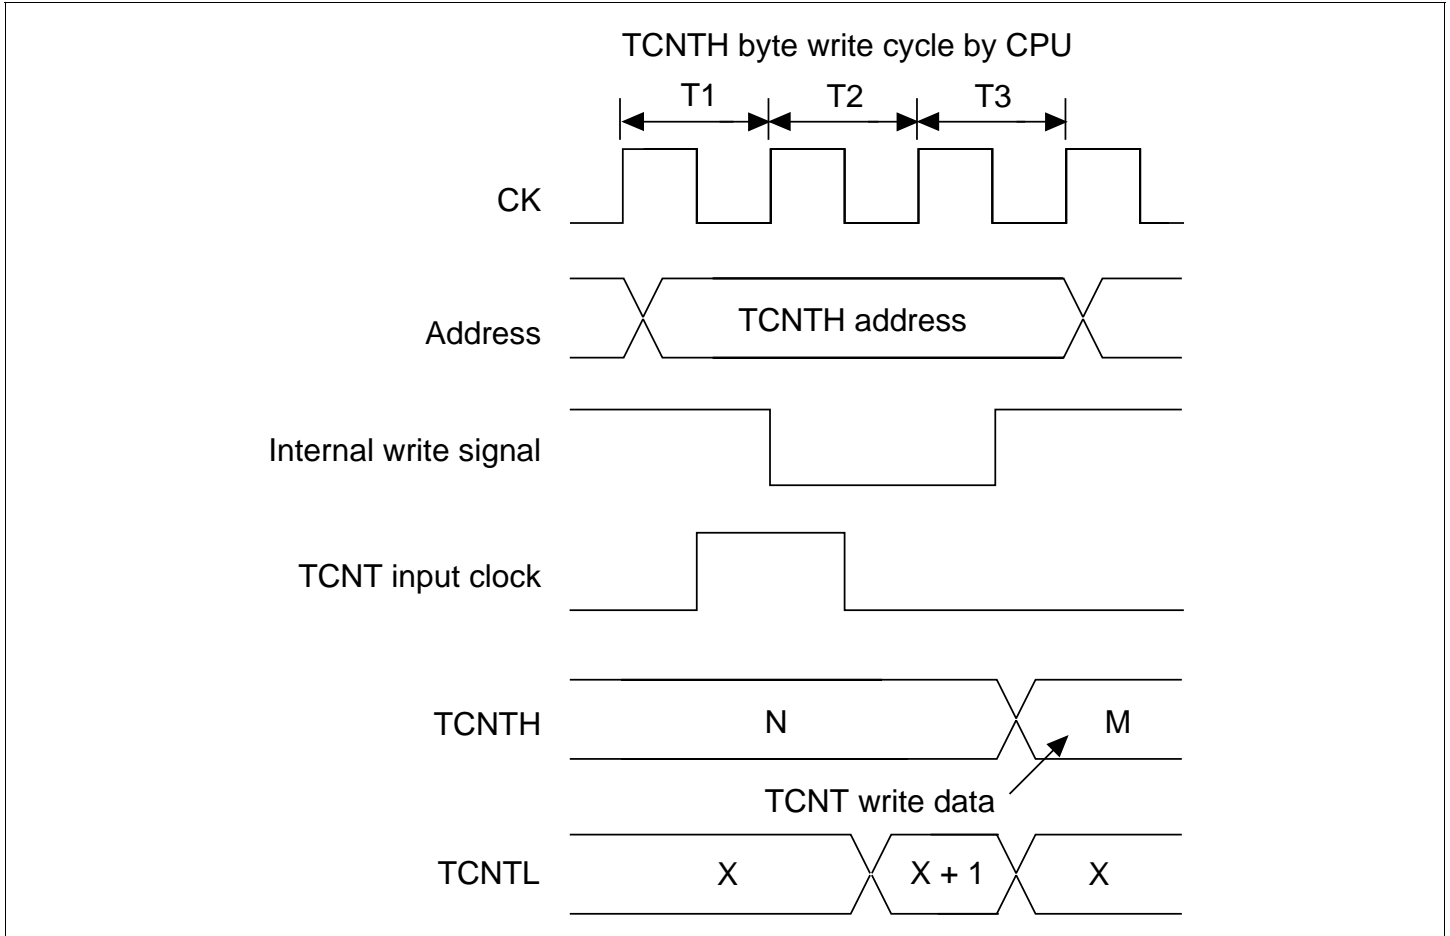 TCNTH byte write cycle by CPU
T1 T2 T3
CK
Address TCNTH address
Internal write signal
TCNT input clock
TCNTH N M
TCNT write data
TCNTL X X + 1 X